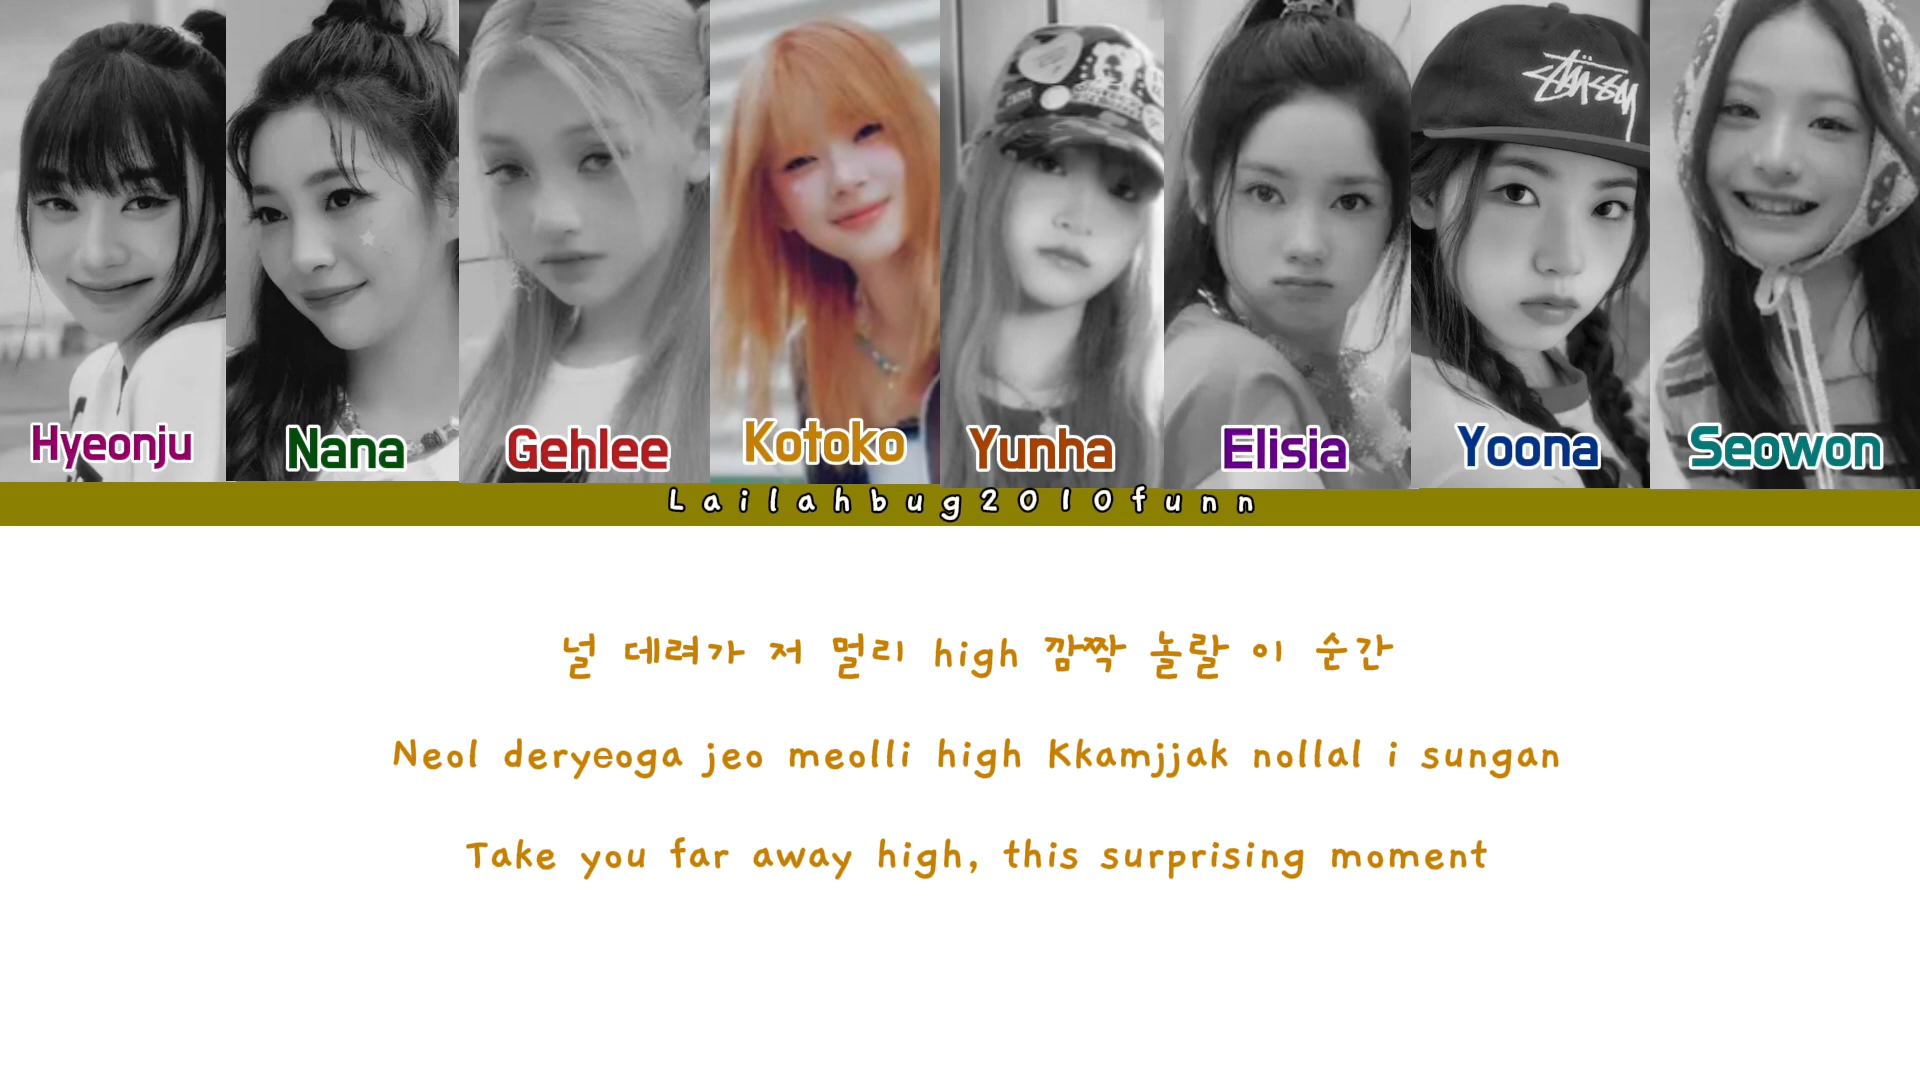 Stüssy
Hyeonju Nana Gehlee Kotoko Yunha Elisia Yoona Seowon
Lailahbug2010funn
널 데려가 저 멀리 high 깜짝 놀랄 이 순간
Neol deryeoga jeo meolli high Kkamjjak nollal i sungan
Take you far away high, this surprising moment